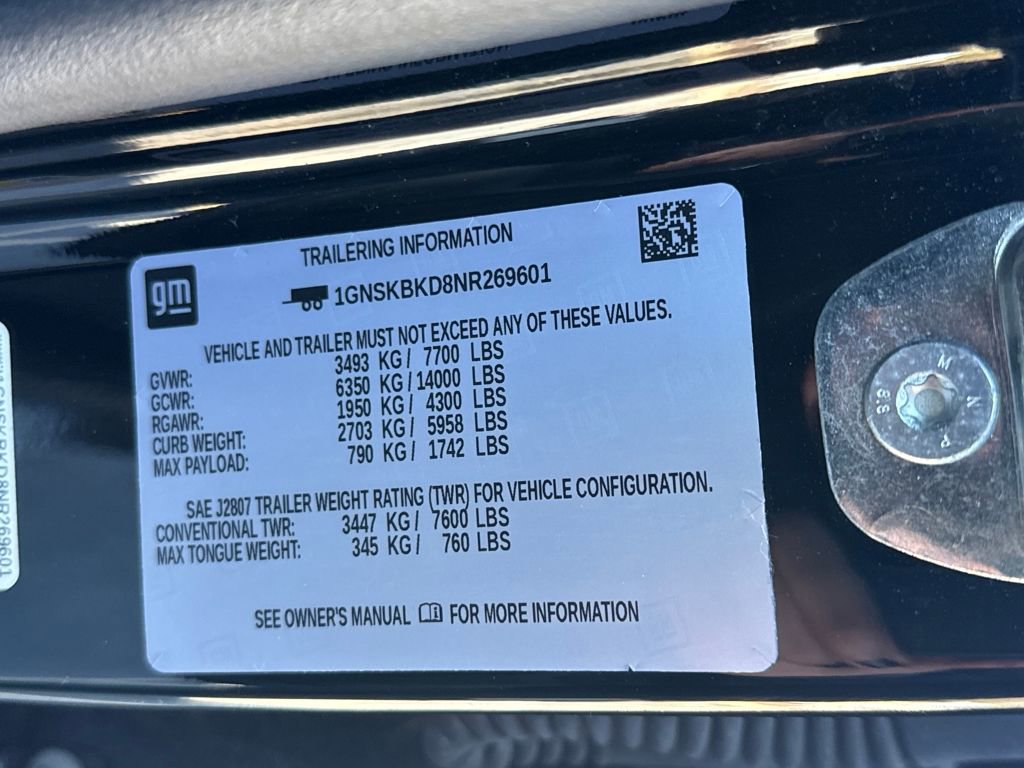 TRAILERING INFORMATION
gm
1GNSKBKD8NR269601
VEHICLE AND TRAILER MUST NOT EXCEED ANY OF THESE VALUES.
GVWR: 3493 KG/ 7700 LBS
GCWR: 6350 KG/14000 LBS
RGAWR: 1950 KG/ 4300 LBS
CURB WEIGHT: 2703 KG/ 5958 LBS
MAX PAYLOAD: 790 KG/ 1742 LBS
SAE J2807 TRAILER WEIGHT RATING (TWR) FOR VEHICLE CONFIGURATION.
CONVENTIONAL TWR: 3447 KG/ 7600 LBS
MAX TONGUE WEIGHT: 345 KG/ 760 LBS
SEE OWNER'S MANUAL FOR MORE INFORMATION
1GNSKBKD8NR269601
M N P